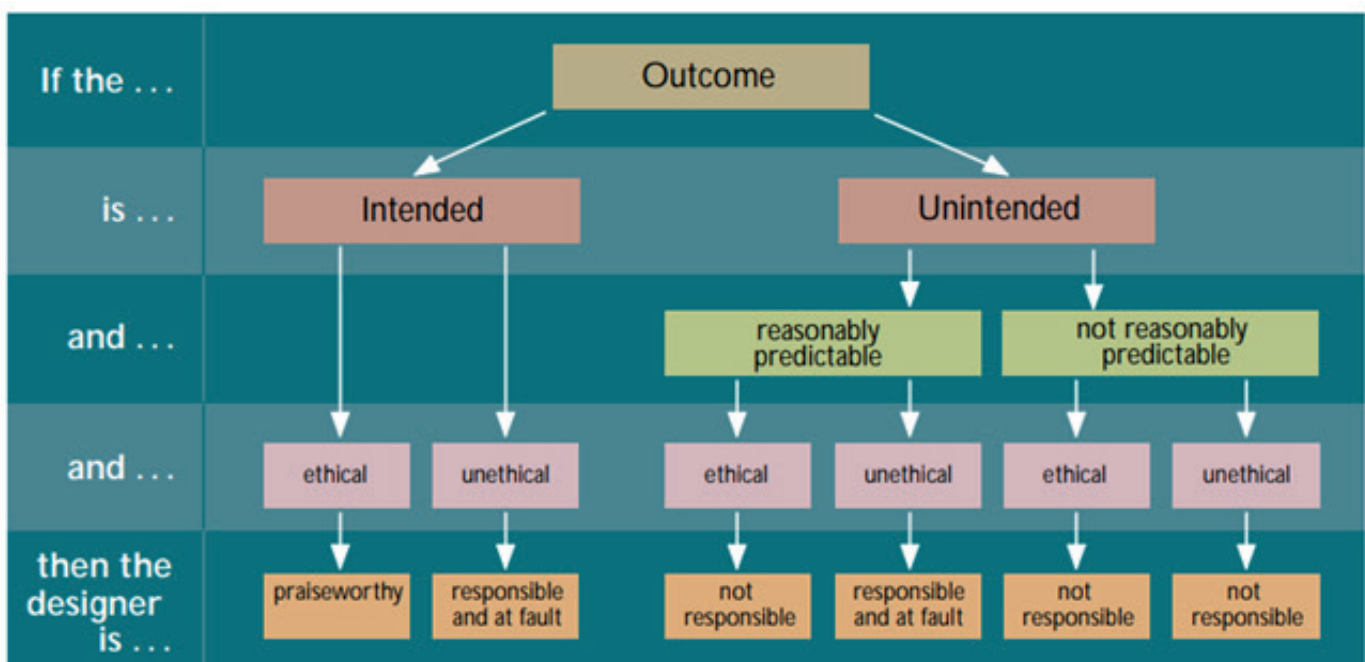 If the . . .
Outcome
is . . .
Intended
Unintended
and . . .
reasonably
predictable
not reasonably
predictable
and . . .
ethical
unethical
ethical
unethical
ethical
unethical
then the
designer
is . . .
praiseworthy
responsible
and at fault
not
responsible
responsible
and at fault
not
responsible
not
responsible